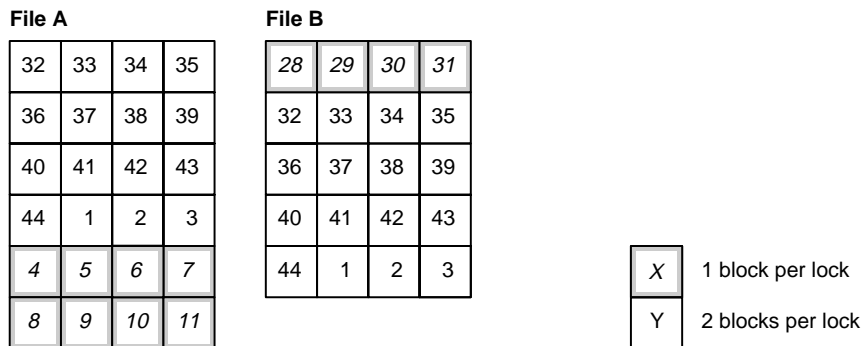 File A
32 33 34 35
36 37 38 39
40 41 42 43
44 1 2 3
4 5 6 7
8 9 10 11
File B
28 29 30 31
32 33 34 35
36 37 38 39
40 41 42 43
44 1 2 3
X 1 block per lock
Y 2 blocks per lock